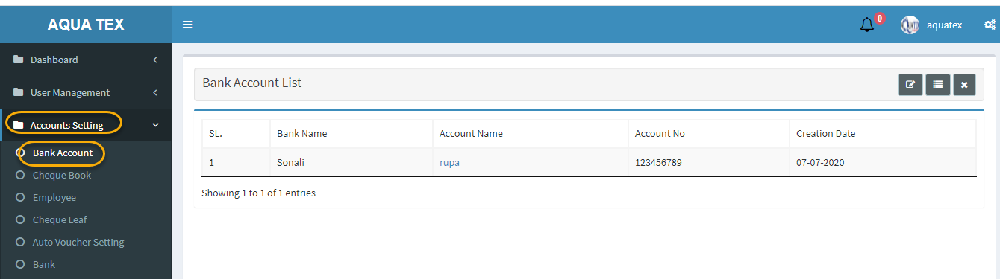 AQUA TEX
0
aquatex
Dashboard
User Management
Accounts Setting
Bank Account
Cheque Book
Employee
Cheque Leaf
Auto Voucher Setting
Bank
Bank Account List
SL. Bank Name Account Name Account No Creation Date
1 Sonali rupa 123456789 07-07-2020
Showing 1 to 1 of 1 entries